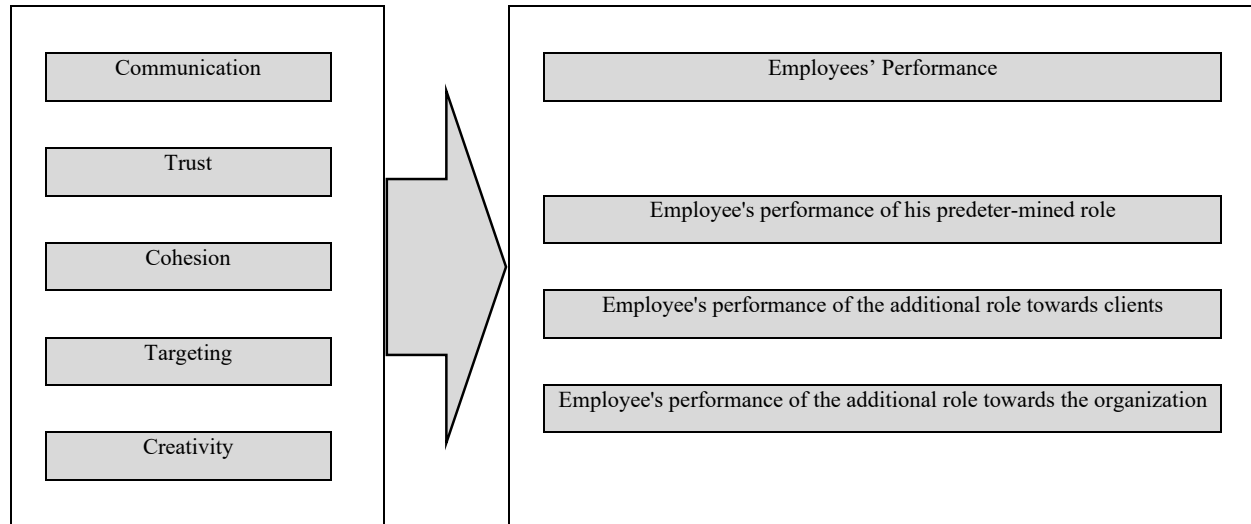 Communication
Trust
Cohesion
Targeting
Creativity
Employees’ Performance
Employee's performance of his predeter-mined role
Employee's performance of the additional role towards clients
Employee's performance of the additional role towards the organization